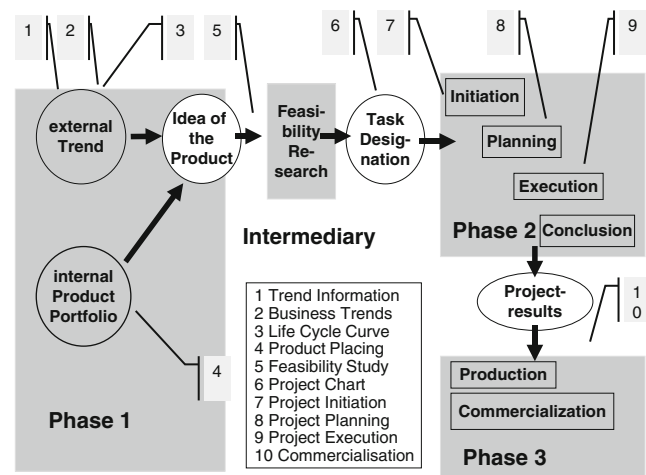 1
2
3
5
6
7
8
9
external
Trend
Idea of
the
Product
Feasi-
bility
Re-
search
Task
Desig-
nation
Initiation
Planning
Execution
Phase 2
Conclusion
Intermediary
internal
Product
Portfolio
4
Phase 1
1 Trend Information
2 Business Trends
3 Life Cycle Curve
4 Product Placing
5 Feasibility Study
6 Project Chart
7 Project Initiation
8 Project Planning
9 Project Execution
10 Commercialisation
Project-
results
1
0
Production
Commercialization
Phase 3